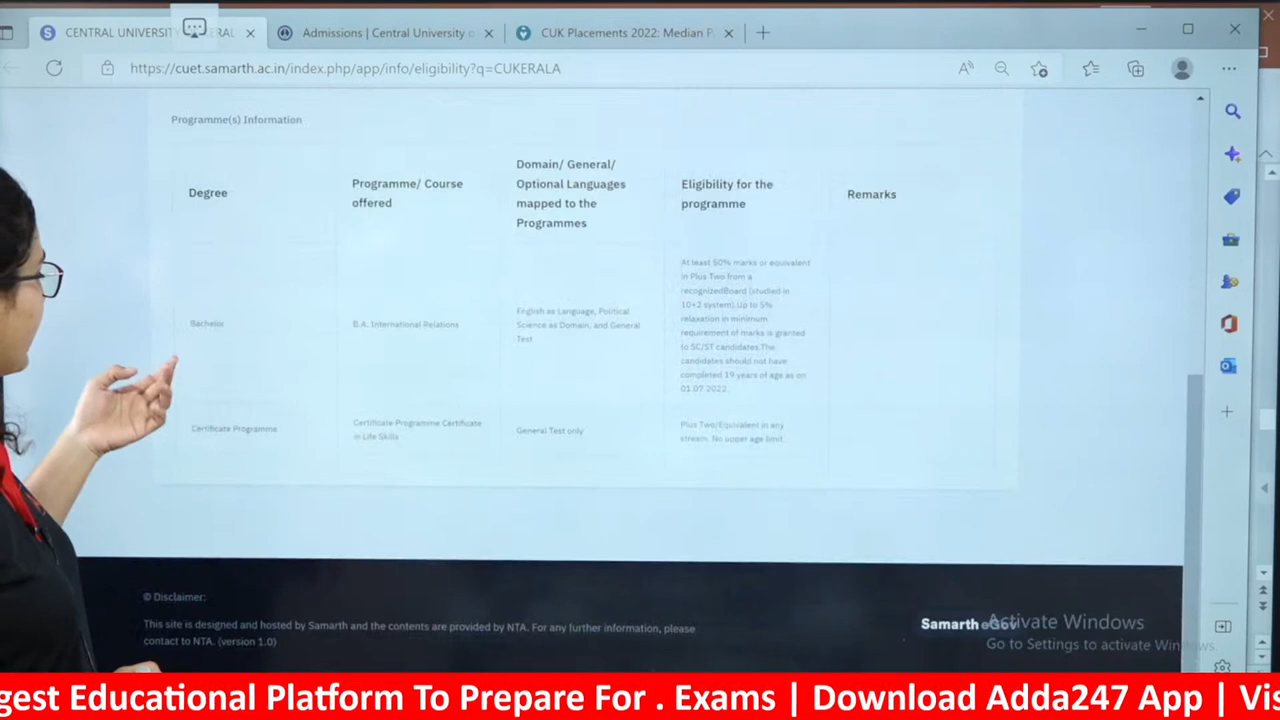 CENTRAL UNIVERSITY
Admissions | Central University o
CUK Placements 2022: Median P
https://cuet.samarth.ac.in/index.php/app/info/eligibility?q=CUKERALA
Programme(s) Information
Degree
Programme/ Course
offered
Domain/ General/
Optional Languages
mapped to the
Programmes
Eligibility for the
programme
Remarks
Bachelor
B.A. International Relations
English as Language, Political
Science as Domain, and General
Test
At least 50% marks or equivalent
in Plus Two from a
recognizedBoard (studied in
10+2 system).Up to 5%
relaxation in minimum
requirement of marks is granted
to SC/ST candidates.The
candidates should not have
completed 19 years of age as on
01.07.2022.
Certificate Programme
Certificate Programme Certificate
in Life Skills
General Test only
Plus Two/Equivalent in any
stream. No upper age limit.
© Disclaimer:
This site is designed and hosted by Samarth and the contents are provided by NTA. For any further information, please
contact to NTA. (version 1.0)
Samarth eGov
Activate Windows
Go to Settings to activate Windows.
gest Educational Platform To Prepare For . Exams | Download Adda247 App | Vis